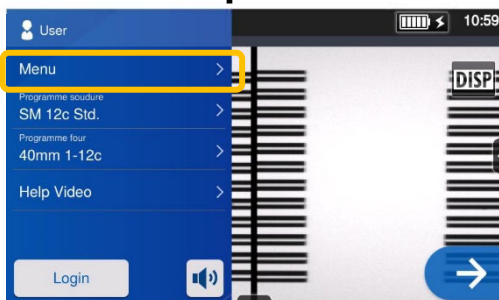 User
10:59
Menu
DISP
Programme soudure
SM 12c Std.
Programme four
40mm 1-12c
Help Video
Login